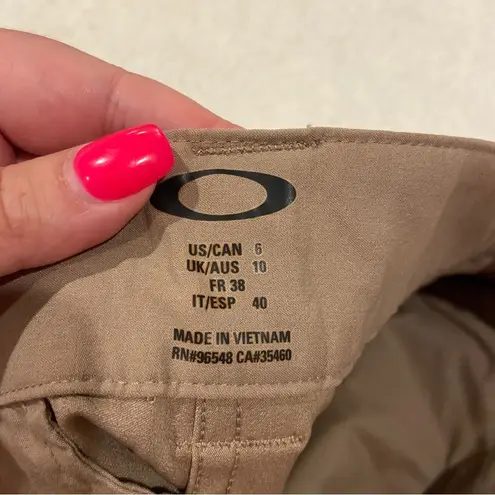 US/CAN 6
UK/AUS 10
FR 38
IT/ESP 40
MADE IN VIETNAM
RN#96548 CA#35460